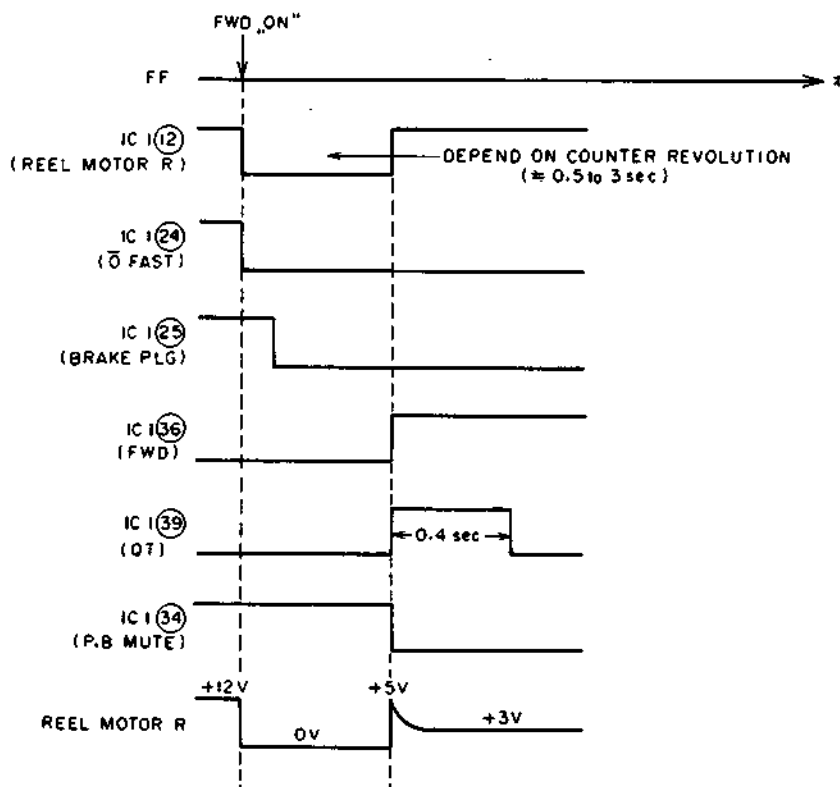 FWD „ON"
FF
t
IC 1⑫
(REEL MOTOR R)
DEPEND ON COUNTER REVOLUTION
(≒ 0.5 to 3 sec)
IC 1㉔
(O̅ FAST)
IC 1㉕
(BRAKE PLG)
IC 1㊱
(FWD)
IC 1㊴
(QT)
0.4 sec
IC 1㉞
(P.B MUTE)
+12V
+5V
REEL MOTOR R
0V
+3V